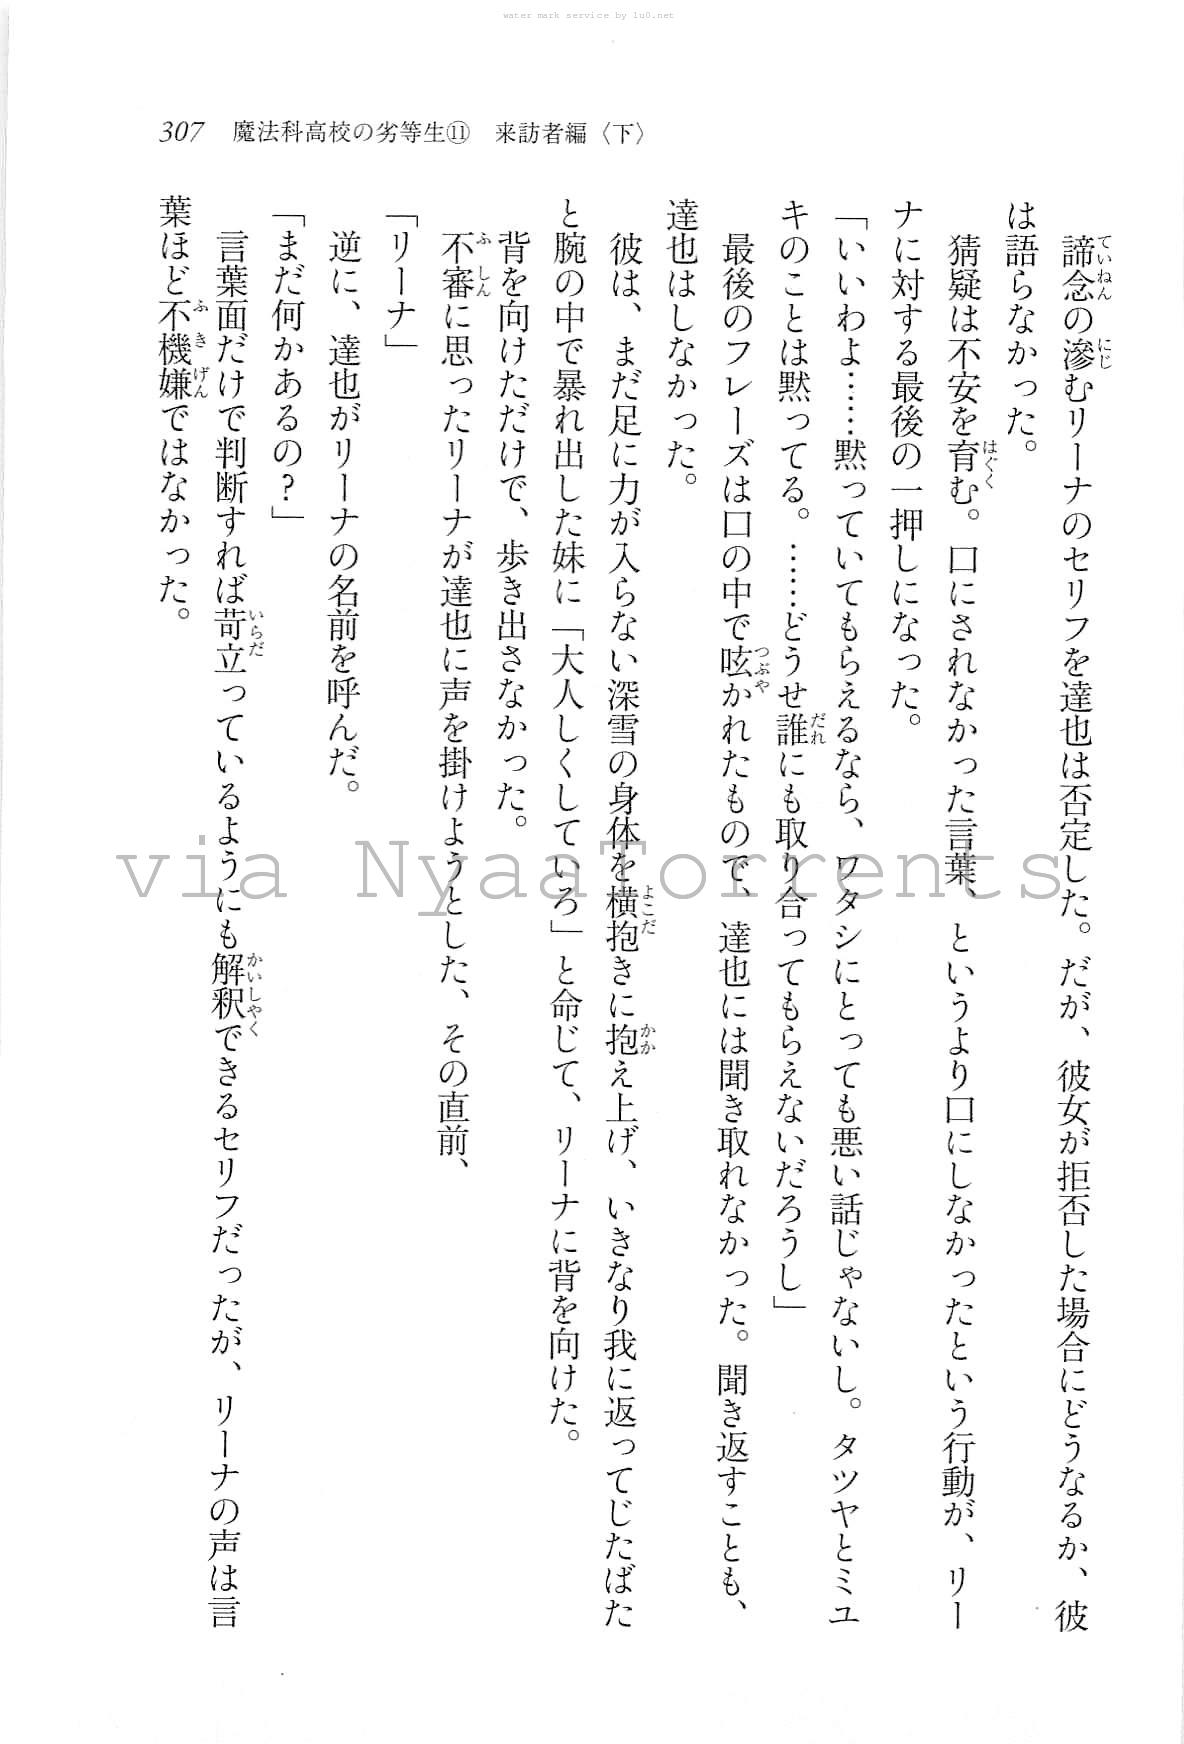 water mark service by lu0.net
307 魔法科高校の劣等生⑪ 来訪者編〈下〉
諦念の滲むリーナのセリフを達也は否定した。だが、彼女が拒否した場合にどうなるか、彼
は語らなかった。
猜疑は不安を育む。口にされなかった言葉、というより口にしなかったという行動が、リー
ナに対する最後の一押しになった。
「いいわよ……黙っていてもらえるなら、ワタシにとっても悪い話じゃないし。タツヤとミユ
キのことは黙ってる。……どうせ誰にも取り合ってもらえないだろうし」
最後のフレーズは口の中で呟かれたもので、達也には聞き取れなかった。聞き返すことも、
達也はしなかった。
彼は、まだ足に力が入らない深雪の身体を横抱きに抱え上げ、いきなり我に返ってじたばた
と腕の中で暴れ出した妹に「大人しくしていろ」と命じて、リーナに背を向けた。
背を向けただけで、歩き出さなかった。
不審に思ったリーナが達也に声を掛けようとした、その直前、
「リーナ」
逆に、達也がリーナの名前を呼んだ。
「まだ何かあるの？」
言葉面だけで判断すれば苛立っているようにも解釈できるセリフだったが、リーナの声は言
葉ほど不機嫌ではなかった。
via NyaaTorrents